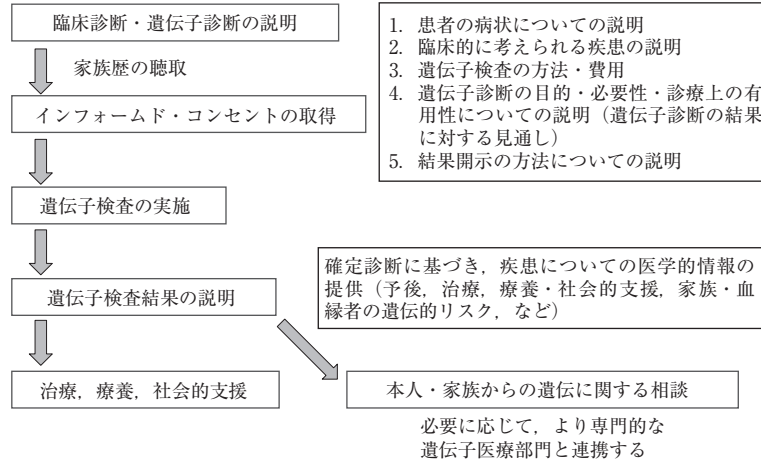 臨床診断・遺伝子診断の説明
家族歴の聴取
インフォームド・コンセントの取得
遺伝子検査の実施
遺伝子検査結果の説明
治療，療養，社会的支援
1. 患者の病状についての説明
2. 臨床的に考えられる疾患の説明
3. 遺伝子検査の方法・費用
4. 遺伝子診断の目的・必要性・診療上の有
用性についての説明（遺伝子診断の結果
に対する見通し）
5. 結果開示の方法についての説明
確定診断に基づき，疾患についての医学的情報の
提供（予後，治療，療養・社会的支援，家族・血
縁者の遺伝的リスク，など）
本人・家族からの遺伝に関する相談
必要に応じて，より専門的な
遺伝子医療部門と連携する